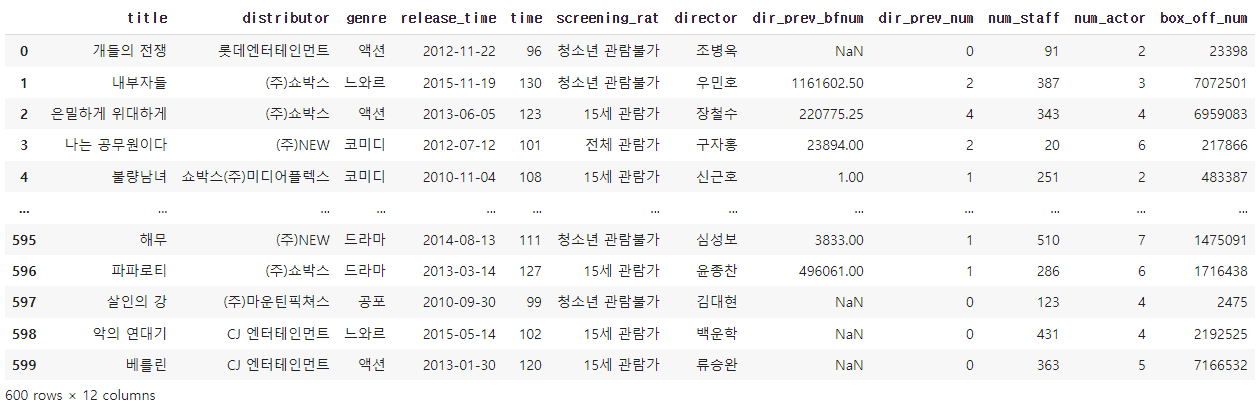 title distributor genre release_time time screening_rat director dir_prev_bfnum dir_prev_num num_staff num_actor box_off_num
0 개들의 전쟁 롯데엔터테인먼트 액션 2012-11-22 96 청소년 관람불가 조병옥 NaN 0 91 2 23398
1 내부자들 (주)쇼박스 느와르 2015-11-19 130 청소년 관람불가 우민호 1161602.50 2 387 3 7072501
2 은밀하게 위대하게 (주)쇼박스 액션 2013-06-05 123 15세 관람가 장철수 220775.25 4 343 4 6959083
3 나는 공무원이다 (주)NEW 코미디 2012-07-12 101 전체 관람가 구자홍 23894.00 2 20 6 217866
4 불량남녀 쇼박스(주)미디어플렉스 코미디 2010-11-04 108 15세 관람가 신근호 1.00 1 251 2 483387
... ... ... ... ... ... ... ... ... ... ... ... ...
595 해무 (주)NEW 드라마 2014-08-13 111 청소년 관람불가 심성보 3833.00 1 510 7 1475091
596 파파로티 (주)쇼박스 드라마 2013-03-14 127 15세 관람가 윤종찬 496061.00 1 286 6 1716438
597 살인의 강 (주)마운틴픽쳐스 공포 2010-09-30 99 청소년 관람불가 김대현 NaN 0 123 4 2475
598 악의 연대기 CJ 엔터테인먼트 느와르 2015-05-14 102 15세 관람가 백운학 NaN 0 431 4 2192525
599 베를린 CJ 엔터테인먼트 액션 2013-01-30 120 15세 관람가 류승완 NaN 0 363 5 7166532
600 rows × 12 columns